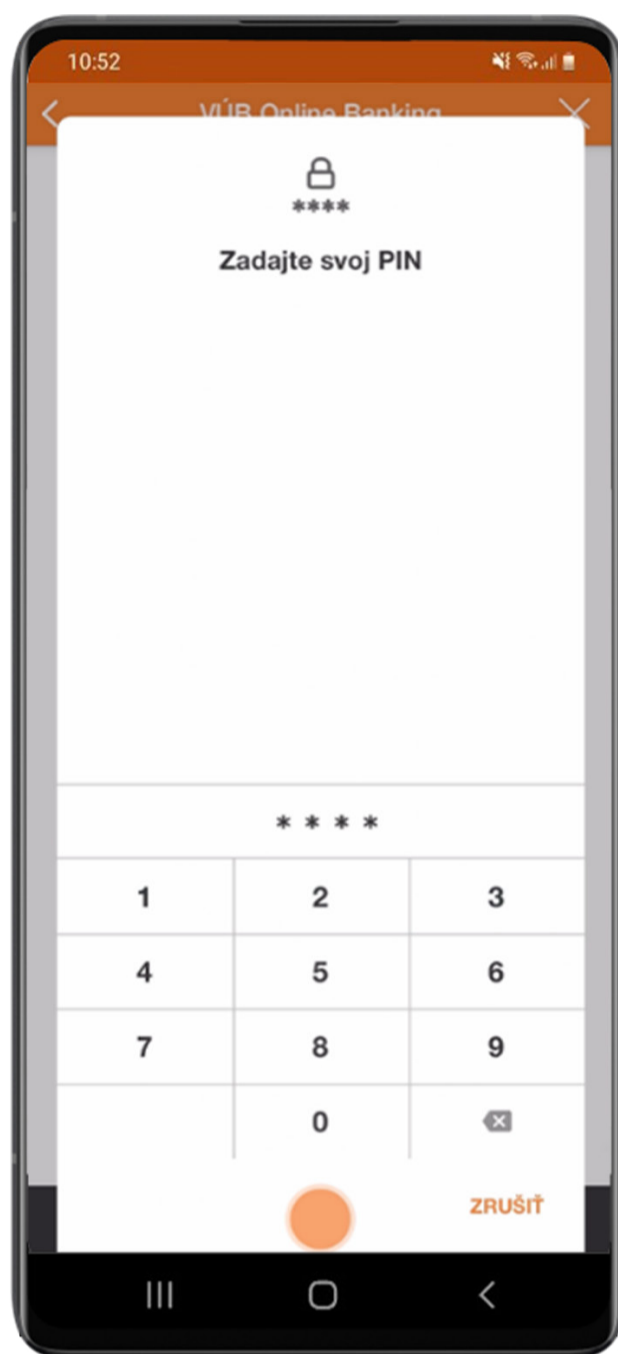 10:52
VÚB Online Banking
****
Zadajte svoj PIN
* * * *
1 2 3
4 5 6
7 8 9
0
ZRUŠIŤ